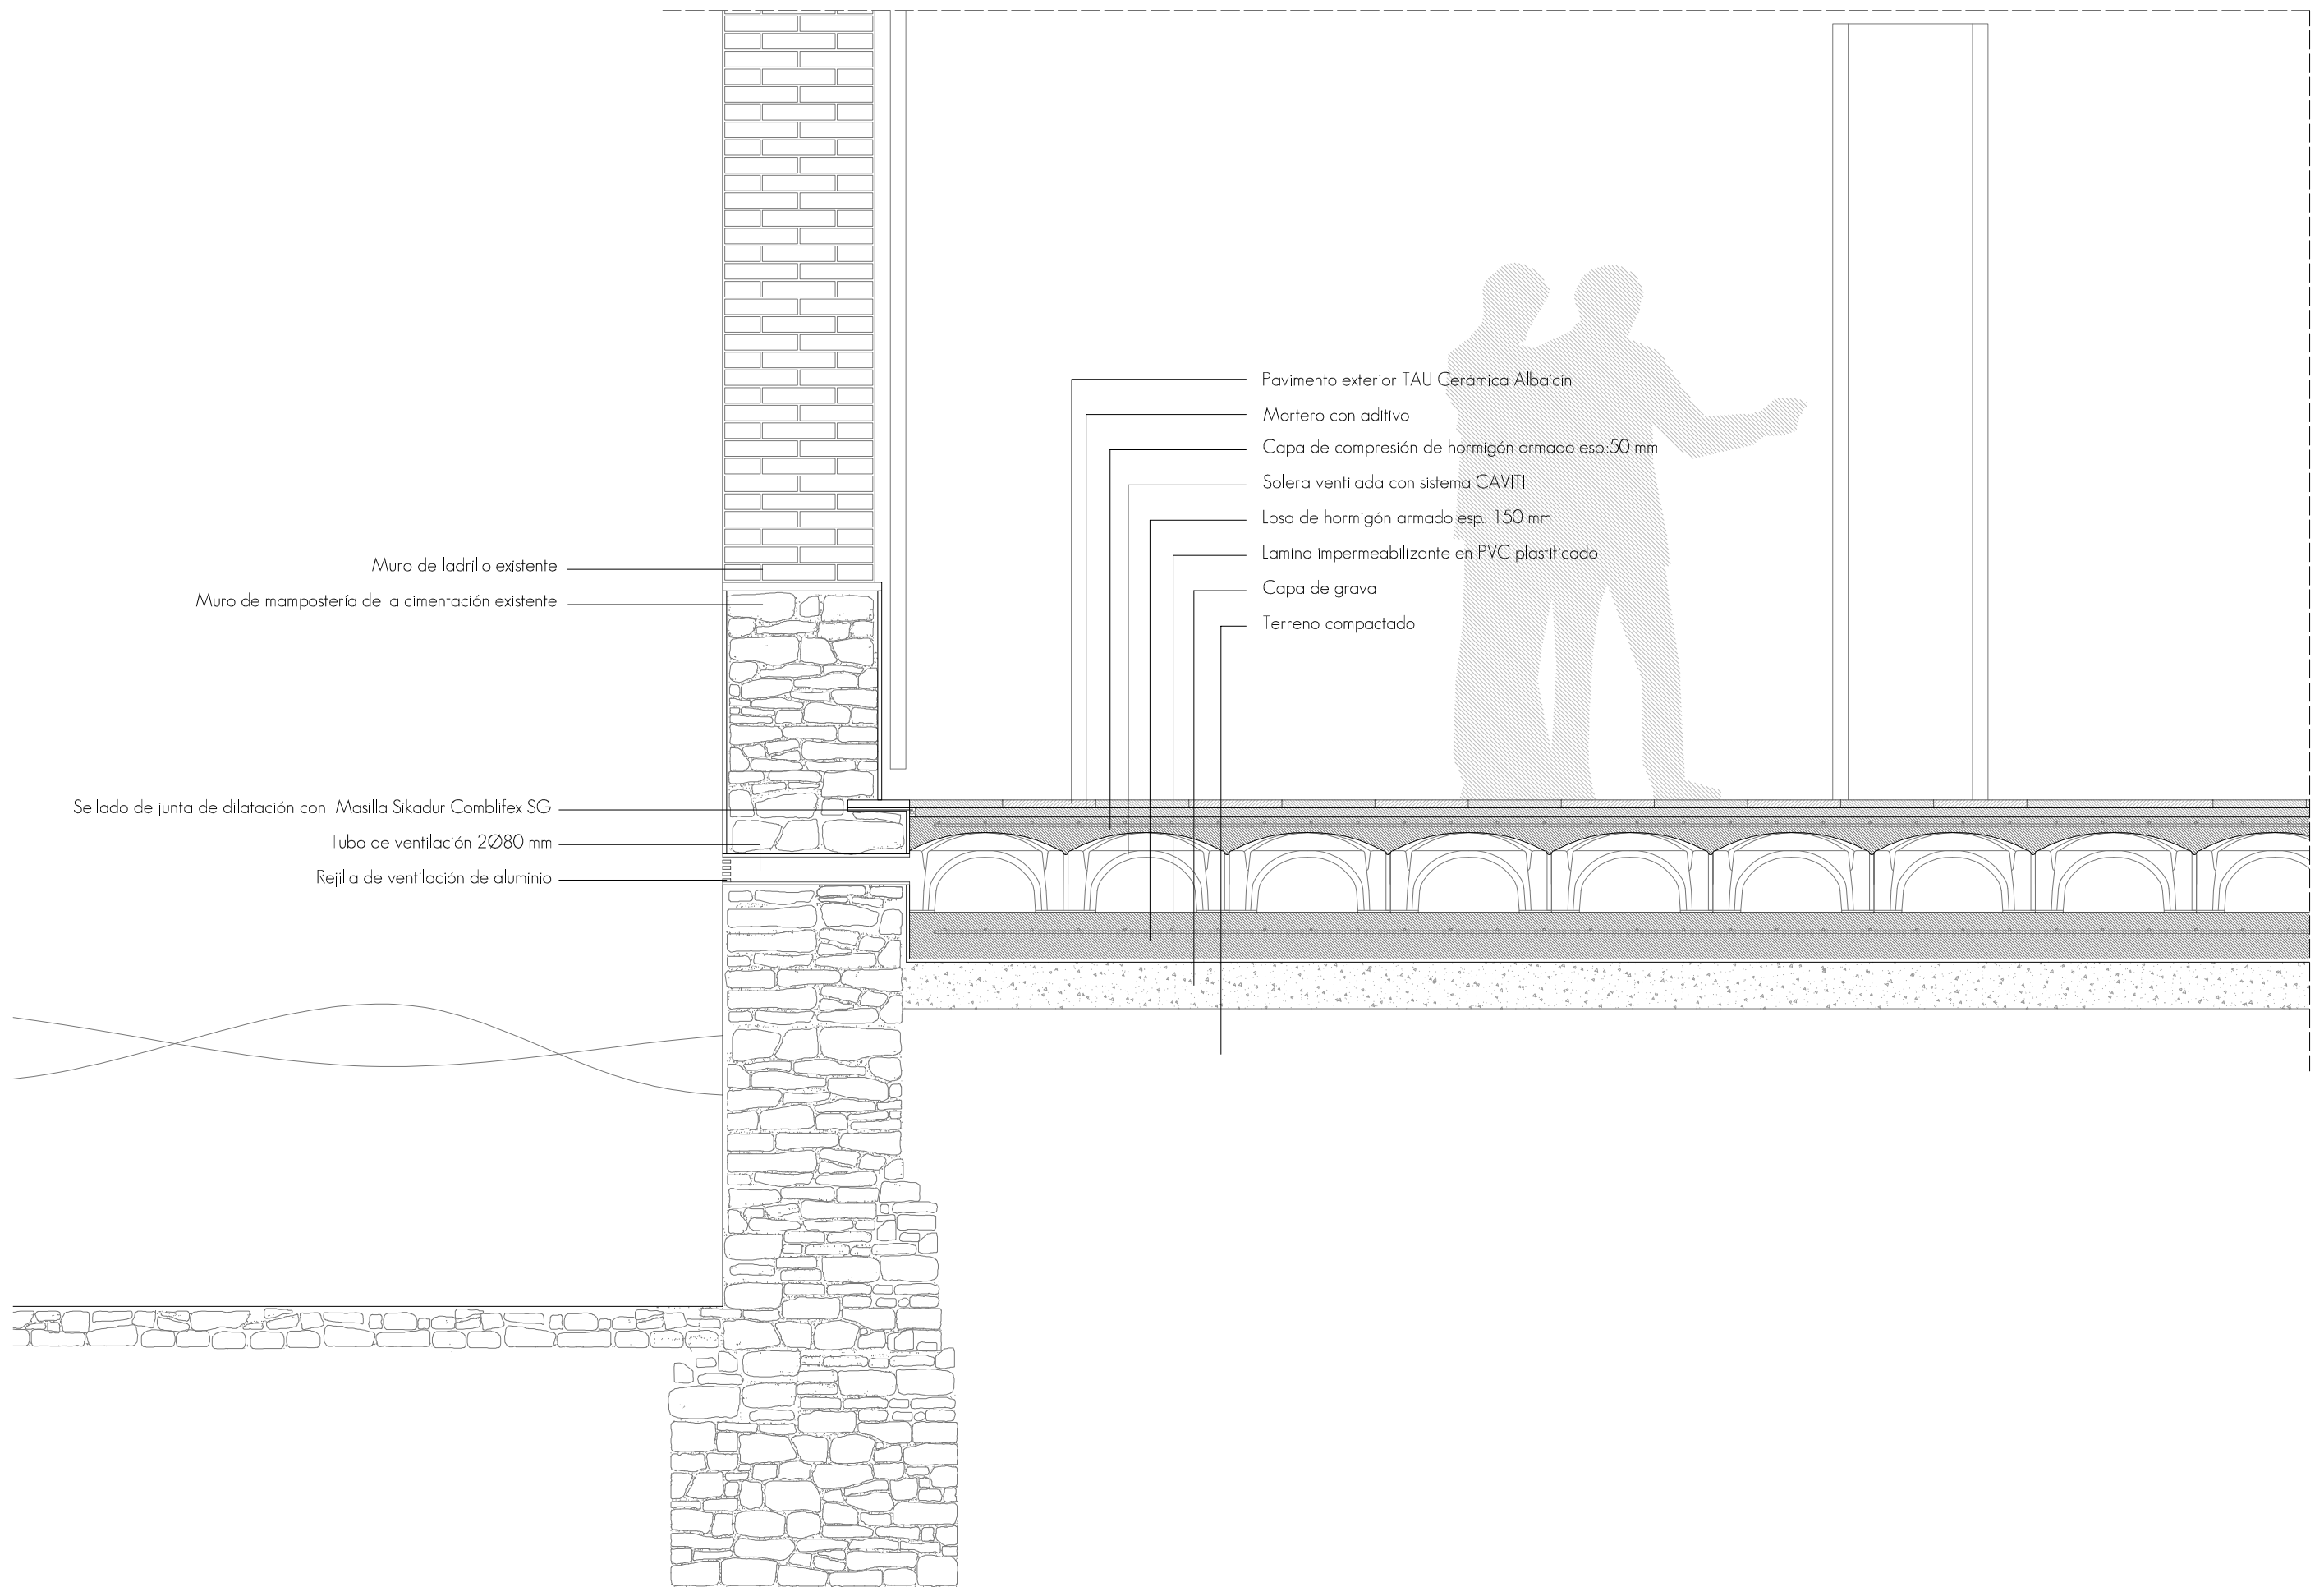 Pavimento exterior TAU Cerámica Albaicín
Mortero con aditivo
Capa de compresión de hormigón armado esp.:50 mm
Solera ventilada con sistema CAVITI
Losa de hormigón armado esp.: 150 mm
Lamina impermeabilizante en PVC plastificado
Capa de grava
Terreno compactado
Muro de ladrillo existente
Muro de mampostería de la cimentación existente
Sellado de junta de dilatación con Masilla Sikadur Comblifex SG
Tubo de ventilación 2Ø80 mm
Rejilla de ventilación de aluminio